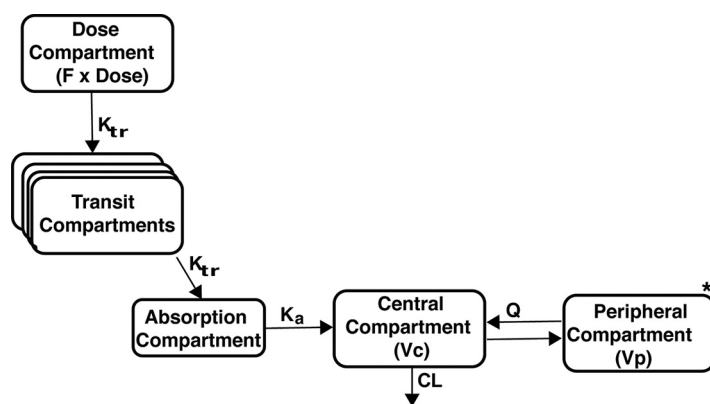 Dose
Compartment
(F x Dose)
Ktr
Transit
Compartments
Ktr
Absorption
Compartment
Ka
Central
Compartment
(Vc)
Q
*
Peripheral
Compartment
(Vp)
CL